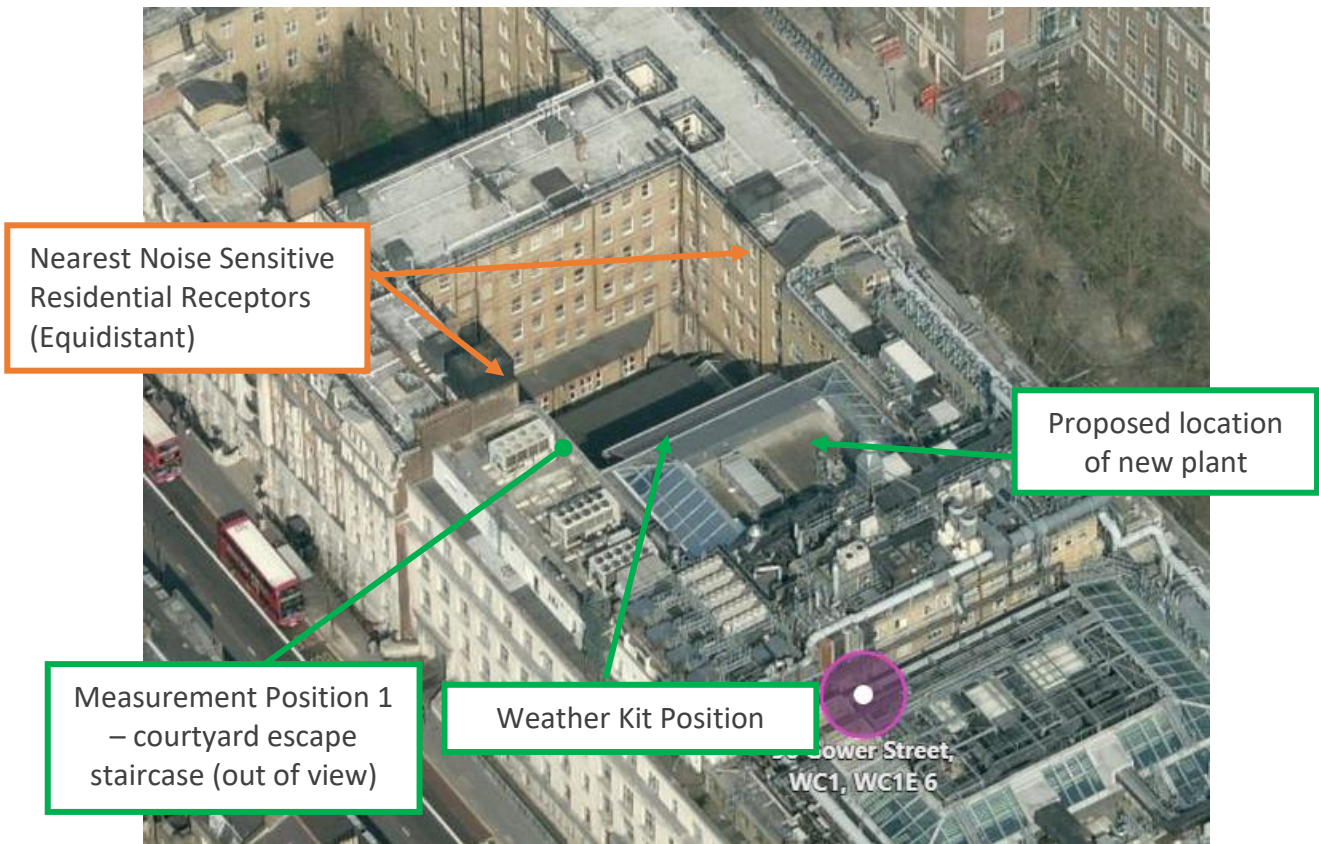 Nearest Noise Sensitive
Residential Receptors
(Equidistant)
Proposed location
of new plant
Measurement Position 1
– courtyard escape
staircase (out of view)
Weather Kit Position
Gower Street,
WC1, WC1E 6